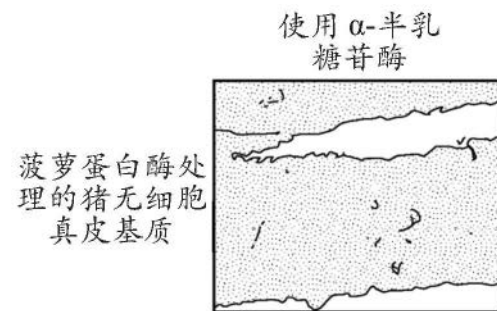 使用 α-半乳
糖苷酶
菠萝蛋白酶处
理的猪无细胞
真皮基质